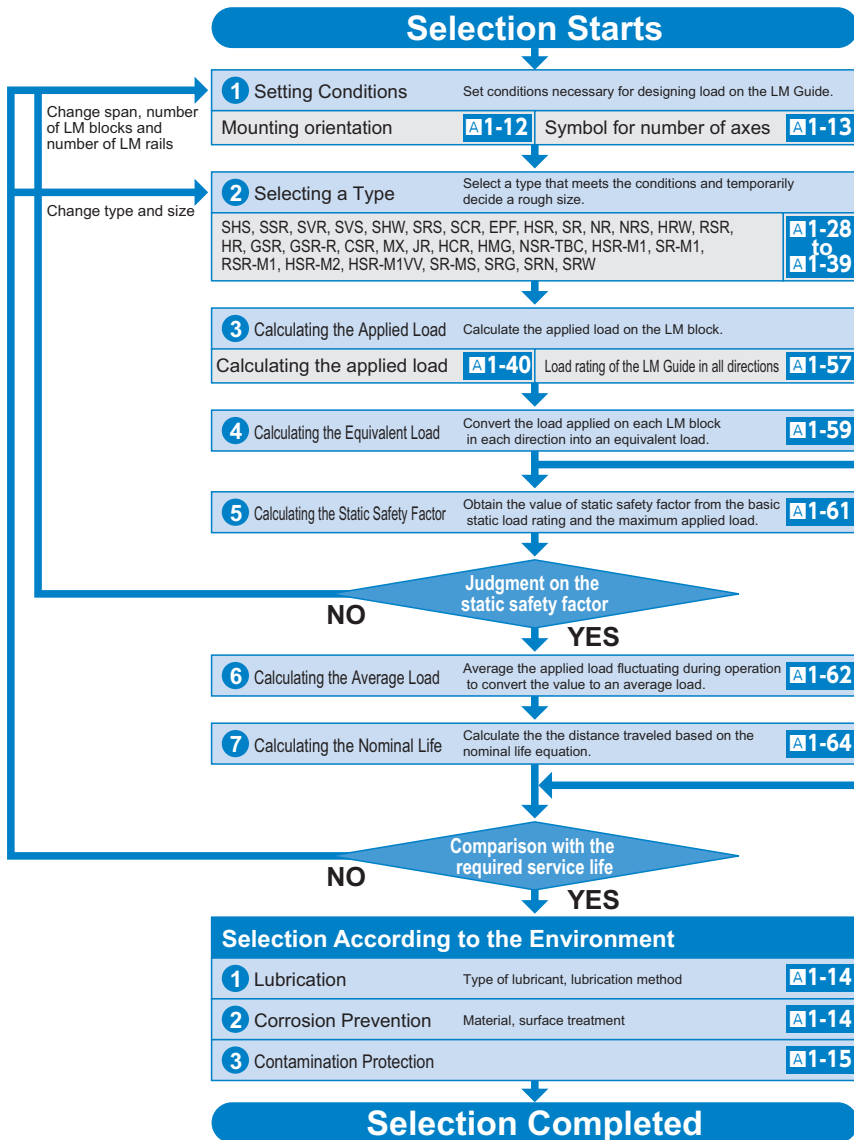 Selection Starts
1 Setting Conditions Set conditions necessary for designing load on the LM Guide.
Change span, number
of LM blocks and
number of LM rails
Mounting orientation A1-12 Symbol for number of axes A1-13
2 Selecting a Type Select a type that meets the conditions and temporarily
decide a rough size.
Change type and size
SHS, SSR, SVR, SVS, SHW, SRS, SCR, EPF, HSR, SR, NR, NRS, HRW, RSR,
HR, GSR, GSR-R, CSR, MX, JR, HCR, HMG, NSR-TBC, HSR-M1, SR-M1,
RSR-M1, HSR-M2, HSR-M1VV, SR-MS, SRG, SRN, SRW
A1-28
to
A1-39
3 Calculating the Applied Load Calculate the applied load on the LM block.
Calculating the applied load A1-40 Load rating of the LM Guide in all directions A1-57
4 Calculating the Equivalent Load Convert the load applied on each LM block
in each direction into an equivalent load.
A1-59
5 Calculating the Static Safety Factor Obtain the value of static safety factor from the basic
static load rating and the maximum applied load.
A1-61
Judgment on the
static safety factor
NO
YES
6 Calculating the Average Load Average the applied load fluctuating during operation
to convert the value to an average load.
A1-62
7 Calculating the Nominal Life Calculate the the distance traveled based on the
nominal life equation.
A1-64
Comparison with the
required service life
NO
YES
Selection According to the Environment
1 Lubrication Type of lubricant, lubrication method A1-14
2 Corrosion Prevention Material, surface treatment A1-14
3 Contamination Protection A1-15
Selection Completed